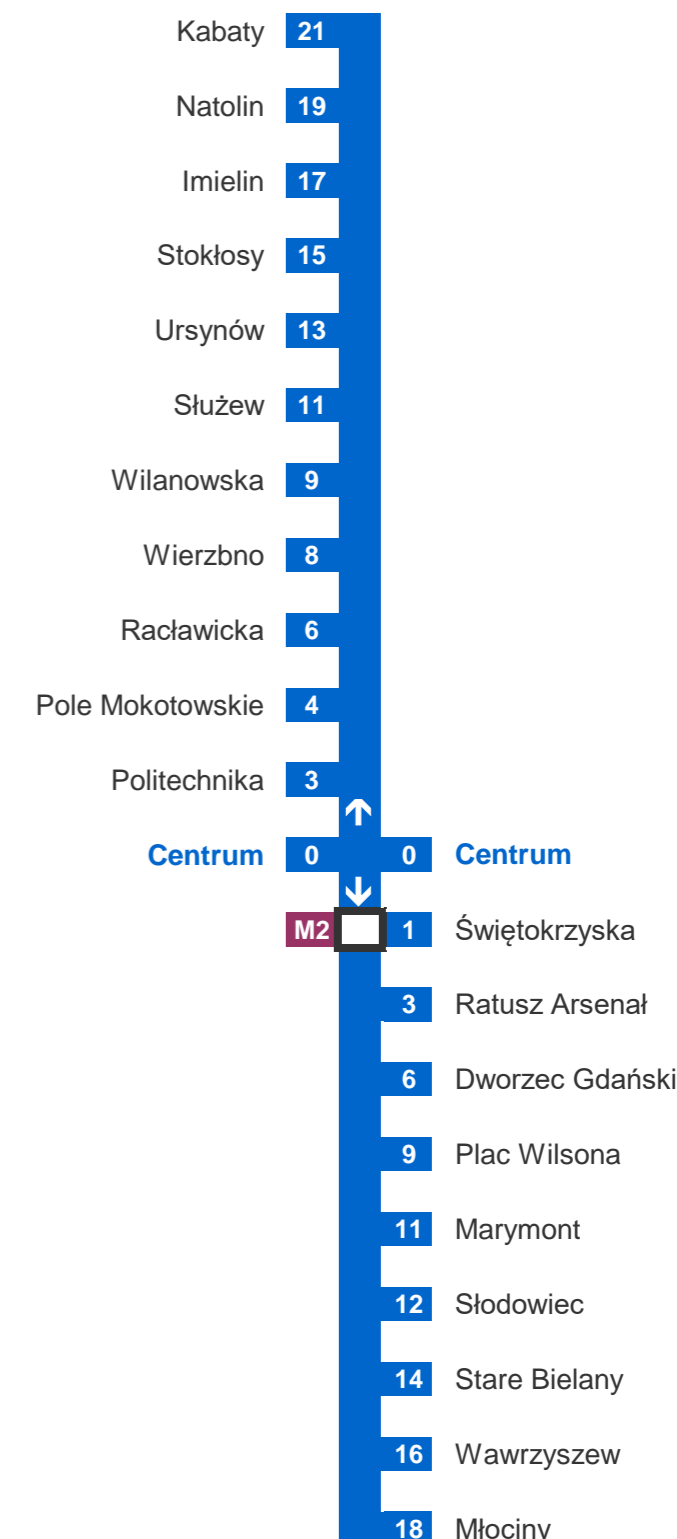 Kabaty 21
Natolin 19
Imielin 17
Stokłosy 15
Ursynów 13
Służew 11
Wilanowska 9
Wierzbno 8
Racławicka 6
Pole Mokotowskie 4
Politechnika 3
Centrum 0 0 Centrum
M2 1 Świętokrzyska
3 Ratusz Arsenał
6 Dworzec Gdański
9 Plac Wilsona
11 Marymont
12 Słodowiec
14 Stare Bielany
16 Wawrzyszew
18 Młociny